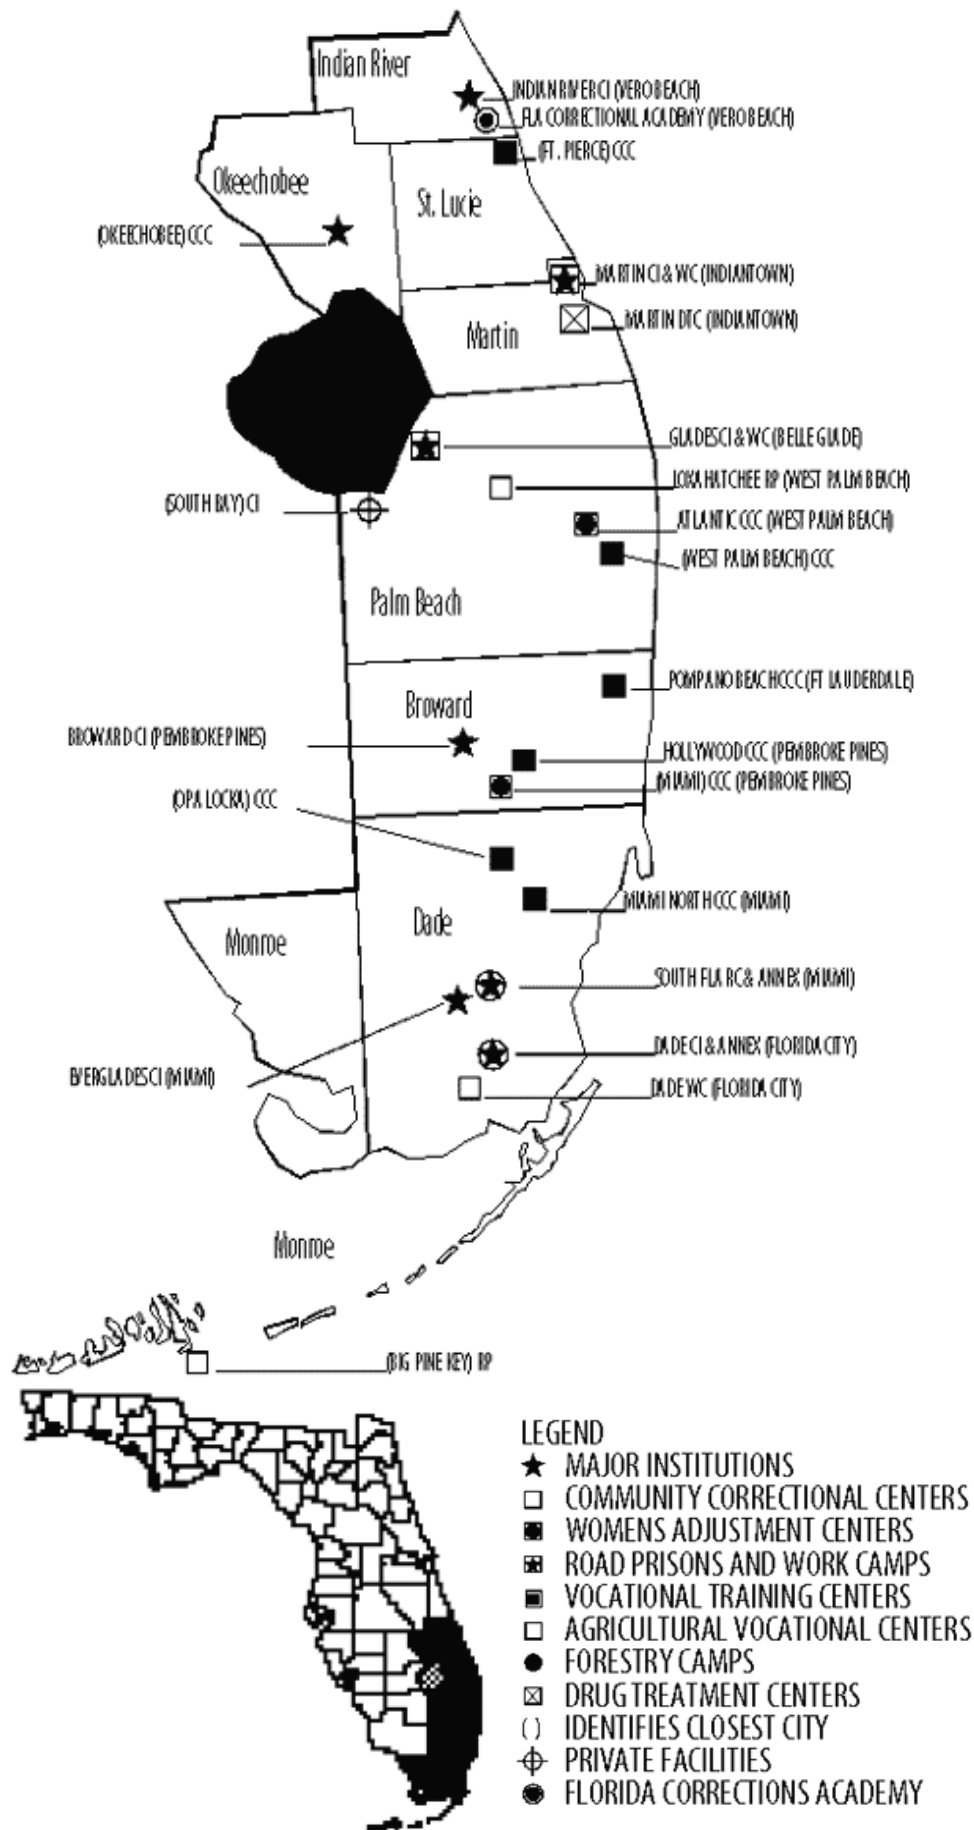 Indian River
INDIAN RIVER CI (VERO BEACH)
FLA CORRECTIONAL ACADEMY (VERO BEACH)
(FT. PIERCE) CCC
Okeechobee
St. Lucie
(OKEECHOBEE) CCC
MARTIN CI & WC (INDIANTOWN)
MARTIN DTC (INDIANTOWN)
Martin
GLADES CI & WC (BELLE GLADE)
LOXAHATCHEE RP (WEST PALM BEACH)
(SOUTH BAY) CI
ATLANTIC CCC (WEST PALM BEACH)
(WEST PALM BEACH) CCC
Palm Beach
POMPANO BEACH CCC (FT LAUDERDALE)
Broward
BROWARD CI (PEMBROKE PINES)
HOLLYWOOD CCC (PEMBROKE PINES)
(MIAMI) CCC (PEMBROKE PINES)
(OPA LOCKA) CCC
MIAMI NORTH CCC (MIAMI)
Dade
Monroe
SOUTH FLA RC & ANNEX (MIAMI)
DADE CI & ANNEX (FLORIDA CITY)
EVERGLADES CI (MIAMI)
DADE WC (FLORIDA CITY)
Monroe
(BIG PINE KEY) RP
LEGEND
MAJOR INSTITUTIONS
COMMUNITY CORRECTIONAL CENTERS
WOMENS ADJUSTMENT CENTERS
ROAD PRISONS AND WORK CAMPS
VOCATIONAL TRAINING CENTERS
AGRICULTURAL VOCATIONAL CENTERS
FORESTRY CAMPS
DRUG TREATMENT CENTERS
( ) IDENTIFIES CLOSEST CITY
PRIVATE FACILITIES
FLORIDA CORRECTIONS ACADEMY